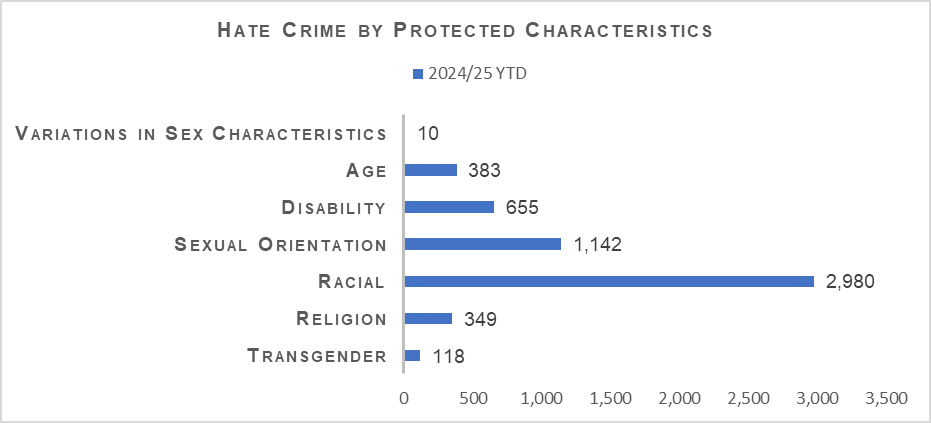 Hate Crime by Protected Characteristics
2024/25 YTD
Variations in Sex Characteristics 10
Age 383
Disability 655
Sexual Orientation 1,142
Racial 2,980
Religion 349
Transgender 118
0 500 1,000 1,500 2,000 2,500 3,000 3,500